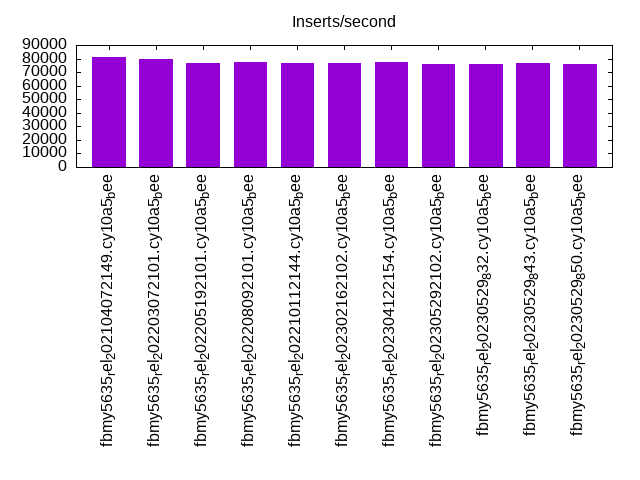 Inserts/second
90000
80000
70000
60000
50000
40000
30000
20000
10000
0
fbmy5635rel202104072149.cy10a5bee
fbmy5635rel202203072101.cy10a5bee
fbmy5635rel202205192101.cy10a5bee
fbmy5635rel202208092101.cy10a5bee
fbmy5635rel202210112144.cy10a5bee
fbmy5635rel202302162102.cy10a5bee
fbmy5635rel202304122154.cy10a5bee
fbmy5635rel202305292102.cy10a5bee
fbmy5635rel20230529832.cy10a5bee
fbmy5635rel20230529843.cy10a5bee
fbmy5635rel20230529850.cy10a5bee